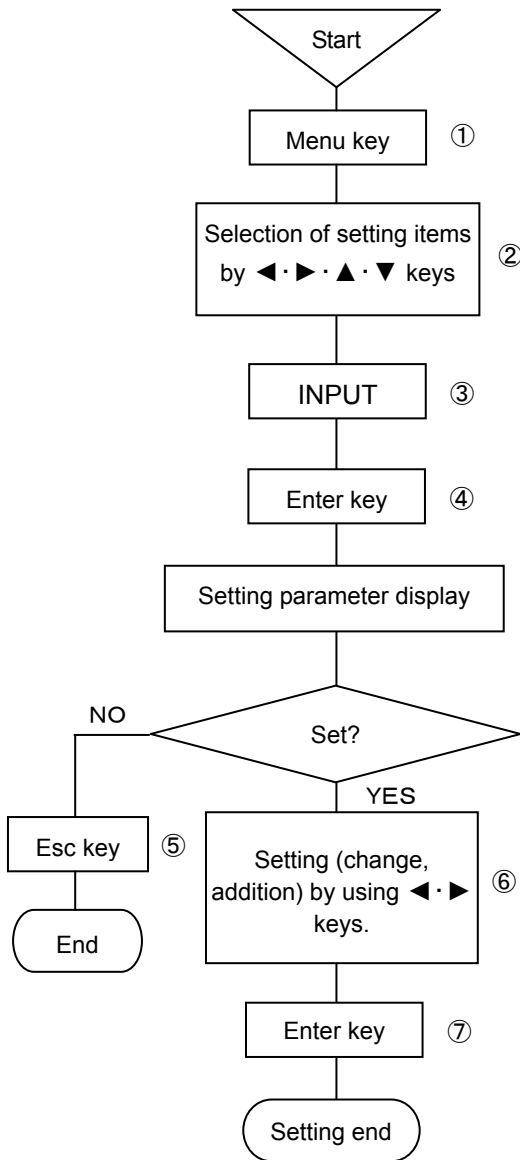 Start
Menu key ①
Selection of setting items
by ◀・▶・▲・▼ keys ②
INPUT ③
Enter key ④
Setting parameter display
NO
Set?
YES
Esc key ⑤
Setting (change,
addition) by using ◀・▶ ⑥
keys.
End
Enter key ⑦
Setting end